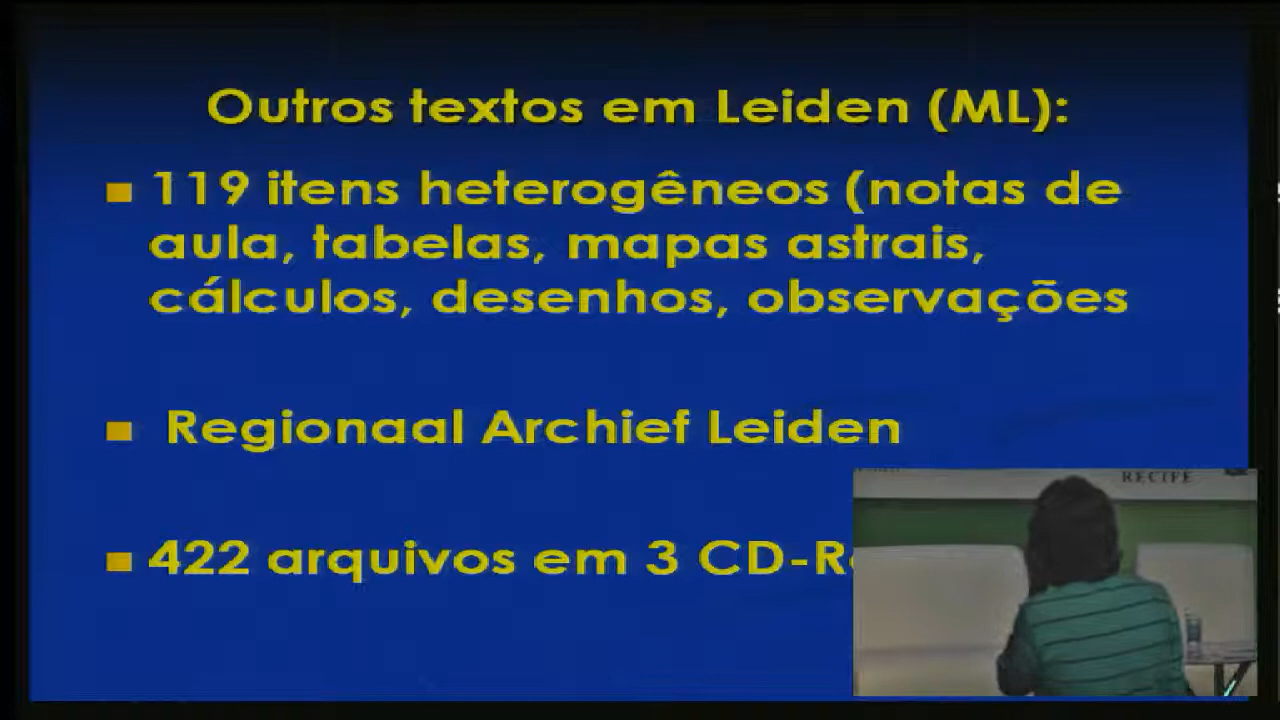 Outros textos em Leiden (ML):
■ 119 itens heterogêneos (notas de
aula, tabelas, mapas astrais,
cálculos, desenhos, observações
■ Regionaal Archief Leiden
■ 422 arquivos em 3 CD-R
RECIFE